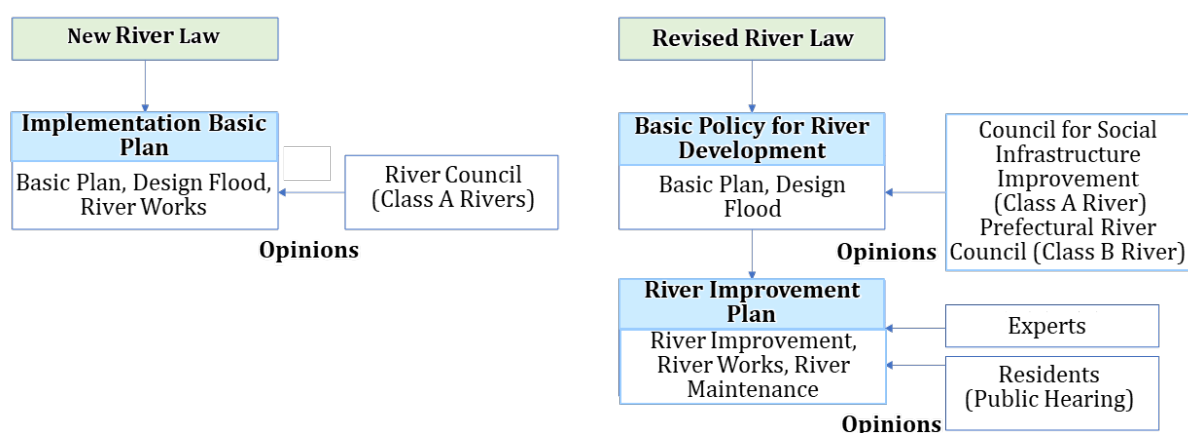 New River Law
Implementation Basic
Plan
Basic Plan, Design Flood,
River Works
River Council
(Class A Rivers)
Opinions
Revised River Law
Basic Policy for River
Development
Basic Plan, Design
Flood
Council for Social
Infrastructure
Improvement
(Class A River)
Prefectural River
Council (Class B River)
Opinions
River Improvement
Plan
River Improvement,
River Works, River
Maintenance
Experts
Residents
(Public Hearing)
Opinions